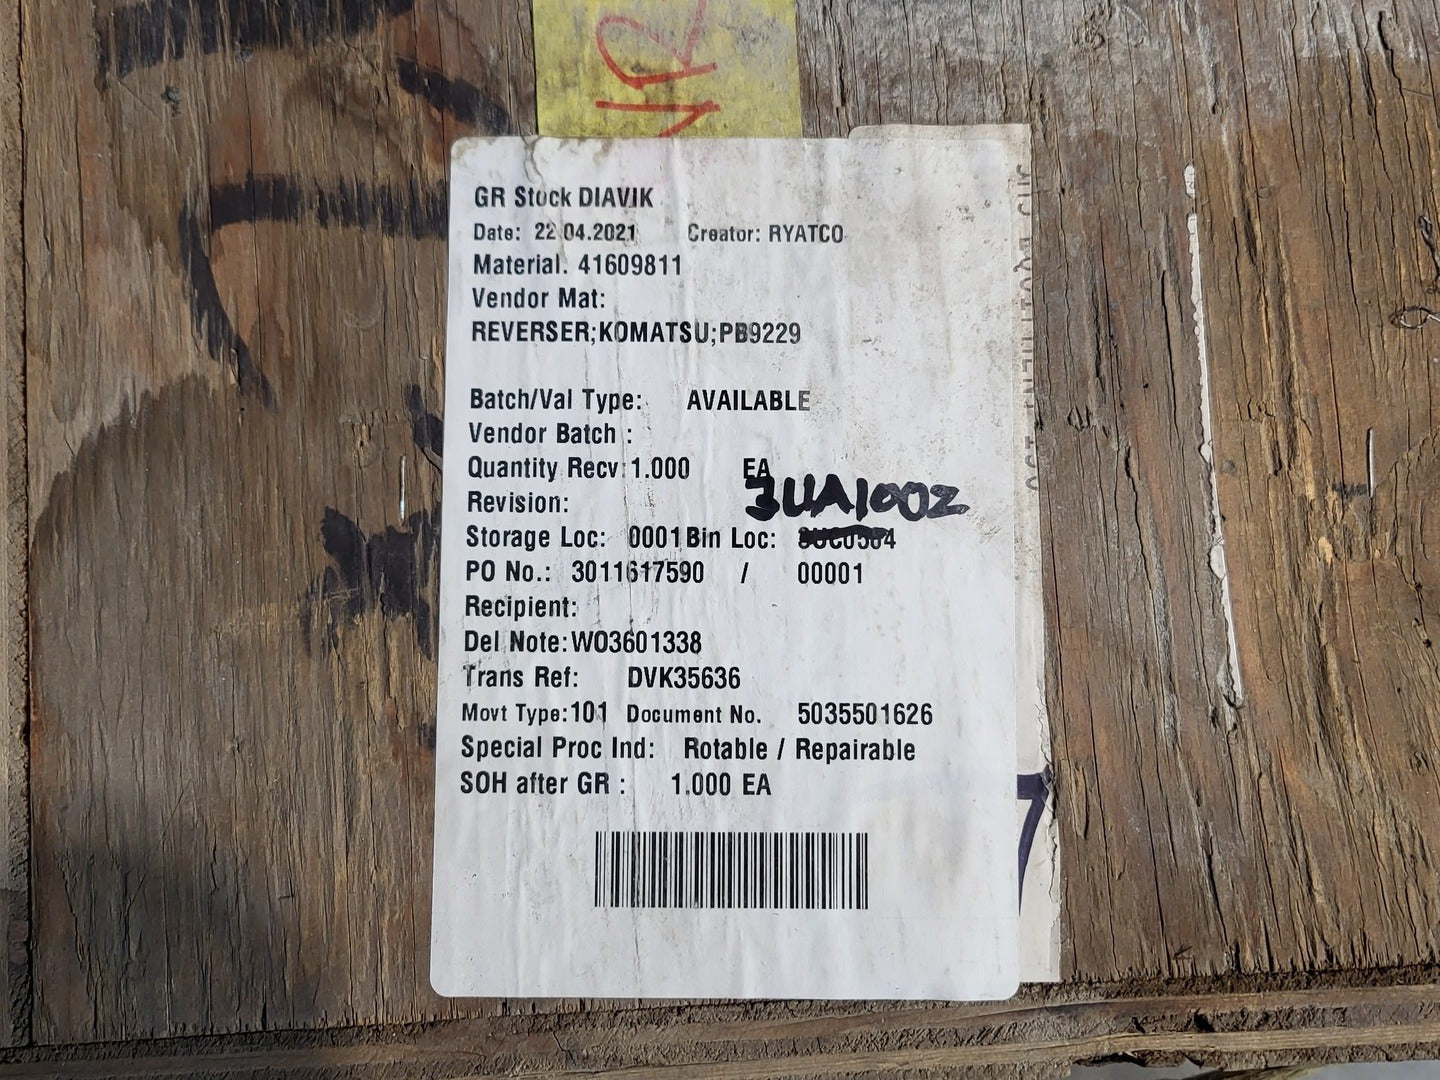 VR
GR Stock DIAVIK
Date: 22.04.2021 Creator: RYATCO
Material. 41609811
Vendor Mat:
REVERSER;KOMATSU;PB9229
Batch/Val Type: AVAILABLE
Vendor Batch :
Quantity Recv:1.000 EA
3UA1002
Revision:
Storage Loc: 0001 Bin Loc:
PO No.: 3011617590 / 00001
Recipient:
Del Note:WO3601338
Trans Ref: DVK35636
Movt Type:101 Document No. 5035501626
Special Proc Ind: Rotable / Repairable
SOH after GR : 1.000 EA